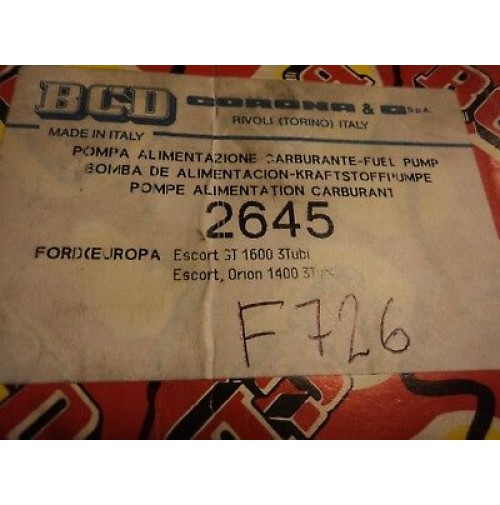 BCD CORONA & C S.p.A.
RIVOLI (TORINO) ITALY
MADE IN ITALY
POMPA ALIMENTAZIONE CARBURANTE-FUEL PUMP
BOMBA DE ALIMENTACION-KRAFTSTOFFPUMPE
POMPE ALIMENTATION CARBURANT
2645
FORD(EUROPA Escort GT 1600 3Tubi
Escort, Orion 1400
F726